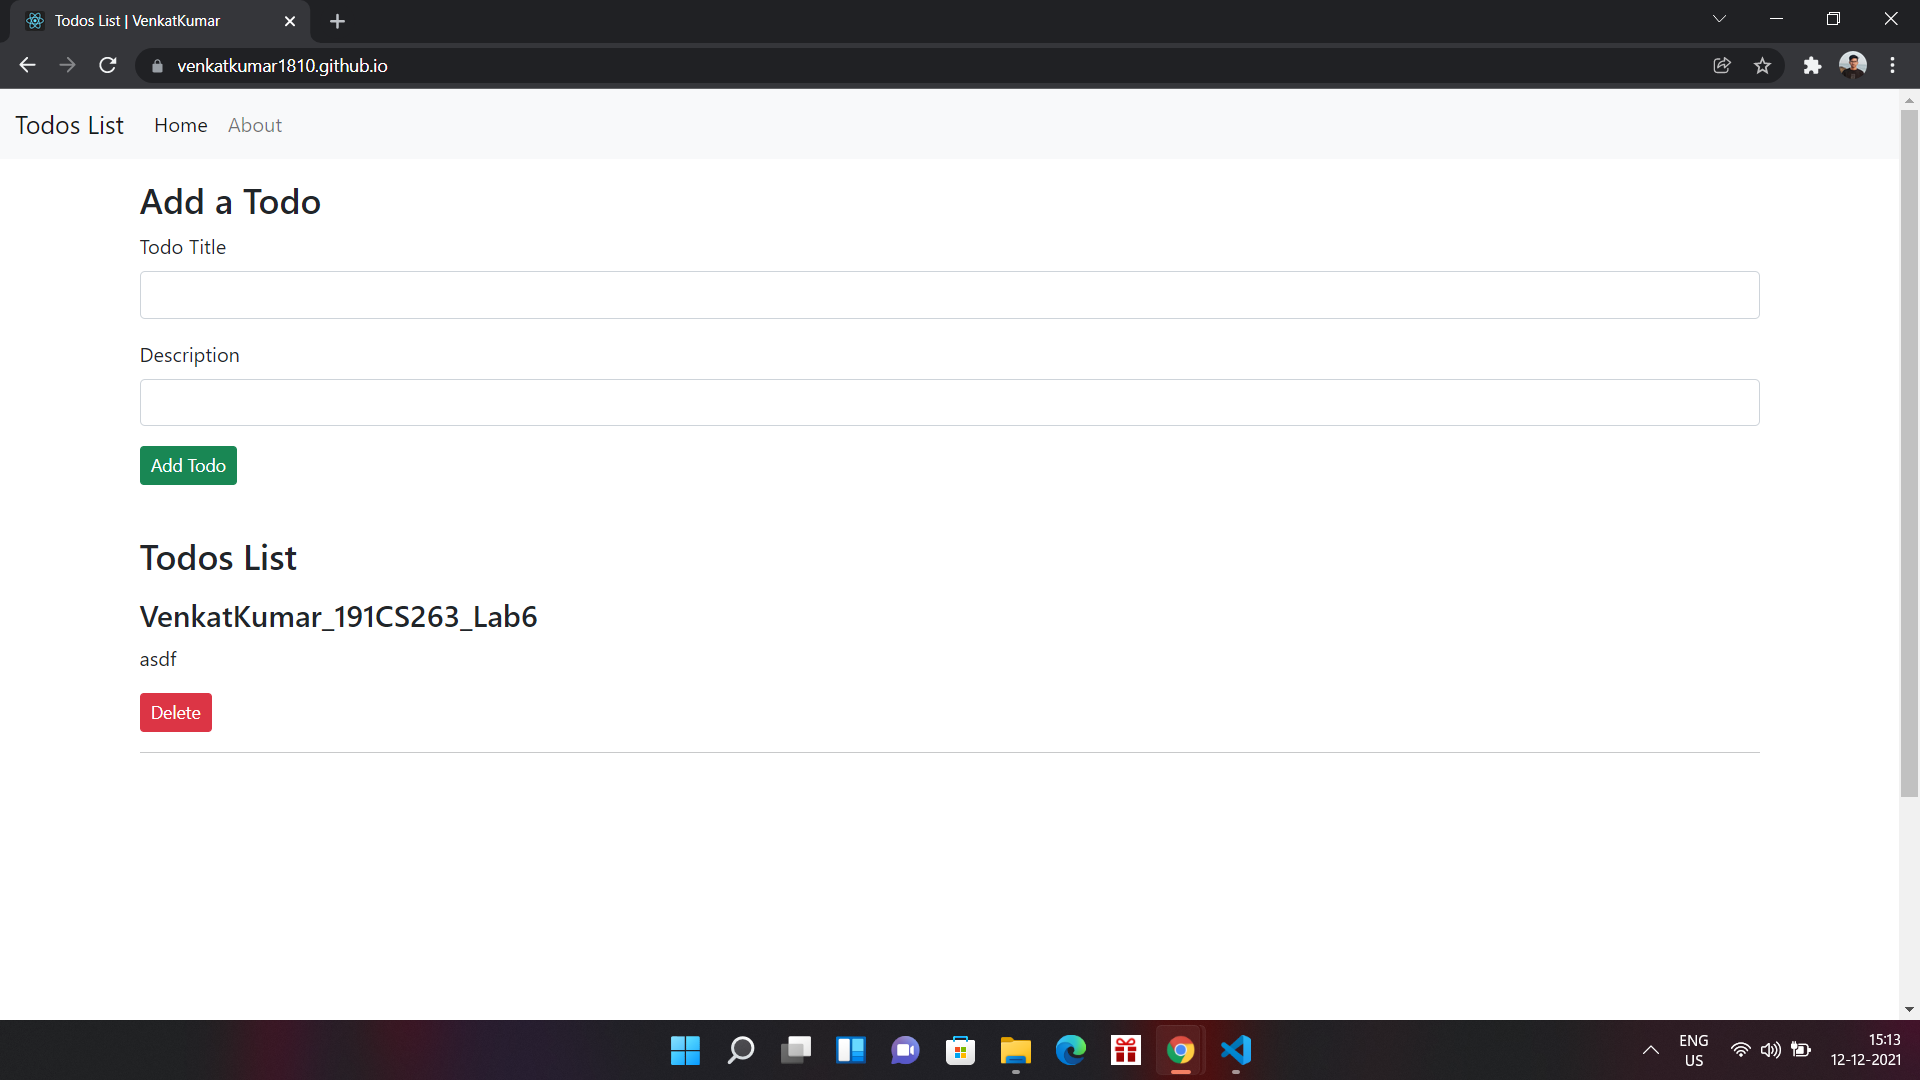 Todos List | VenkatKumar
venkatkumar1810.github.io
Todos List Home About
Add a Todo
Todo Title
Description
Add Todo
Todos List
VenkatKumar_191CS263_Lab6
asdf
Delete
ENG 15:13
US 12-12-2021